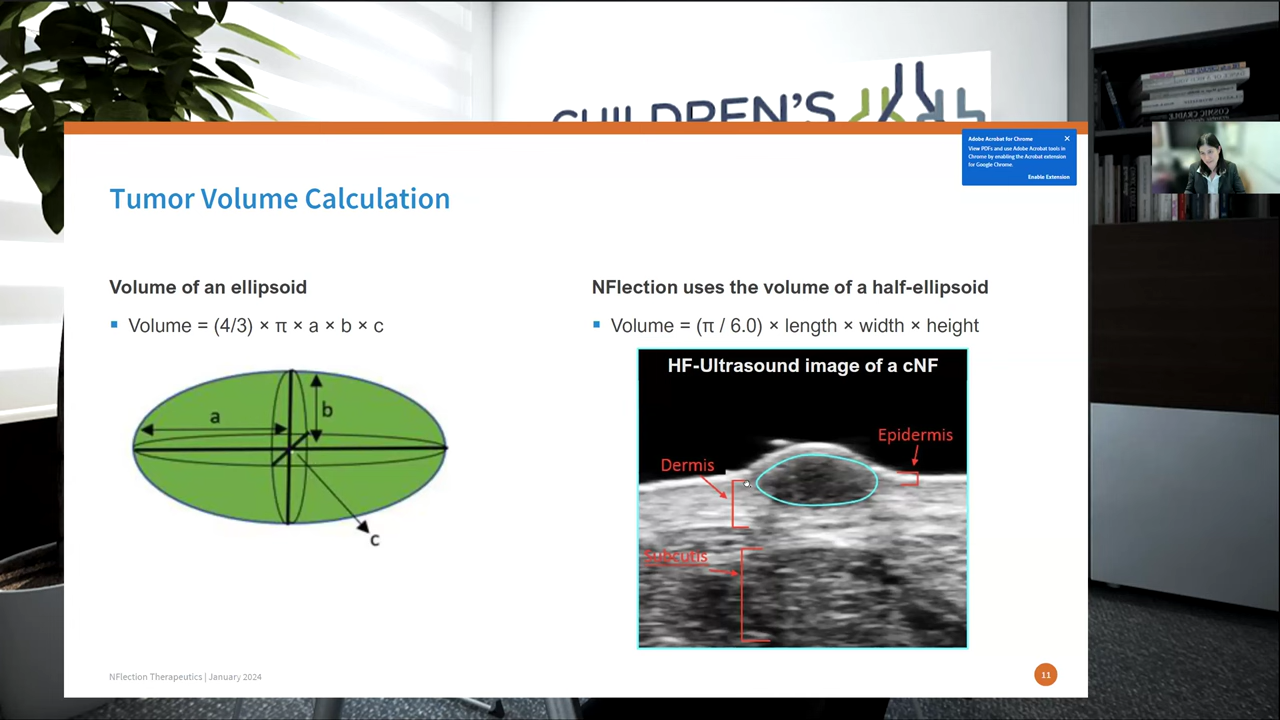 CHILDREN'S
Adobe Acrobat for Chrome
View PDFs and use Adobe Acrobat tools in
Chrome by enabling the Acrobat extension
for Google Chrome.
Enable Extension
Tumor Volume Calculation
Volume of an ellipsoid
Volume = (4/3) × π × a × b × c
a
b
c
NFlection uses the volume of a half-ellipsoid
Volume = (π / 6.0) × length × width × height
HF-Ultrasound image of a cNF
Epidermis
Dermis
Subcutis
NFlection Therapeutics | January 2024
11